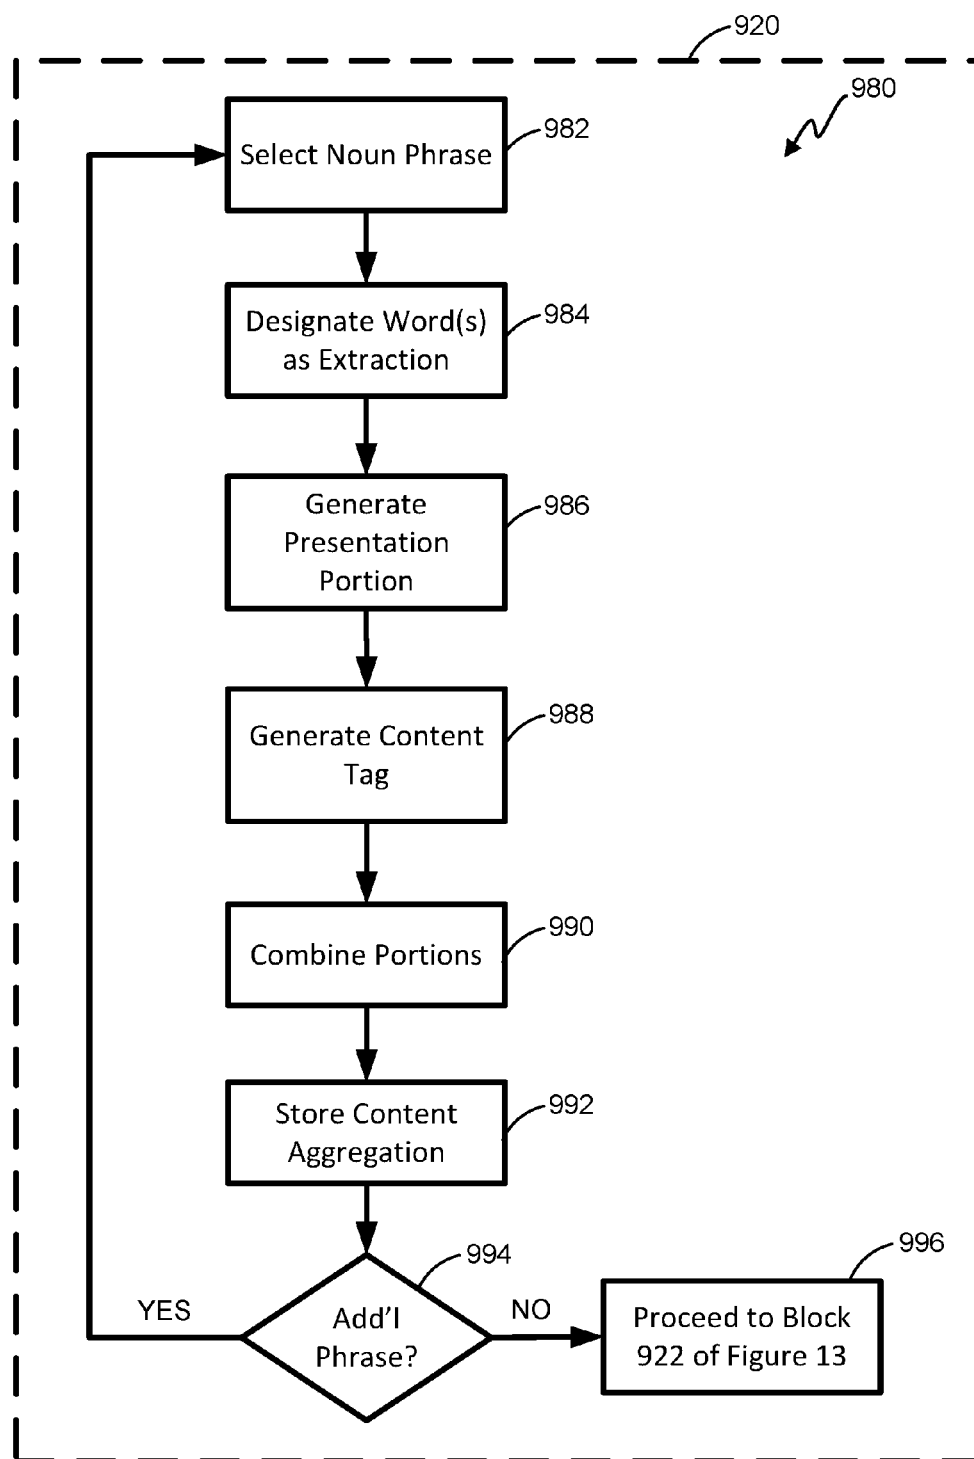 920
980
982
Select Noun Phrase
984
Designate Word(s)
as Extraction
986
Generate
Presentation
Portion
988
Generate Content
Tag
990
Combine Portions
992
Store Content
Aggregation
994
996
YES
Add'l
Phrase?
NO
Proceed to Block
922 of Figure 13